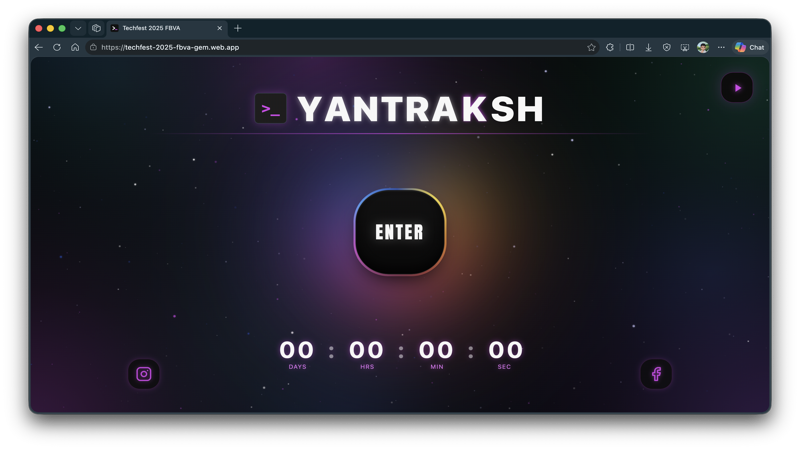 Techfest 2025 FBVA
https://techfest-2025-fbva-gem.web.app
Chat
>_ YANTRAKSH
ENTER
00 : 00 : 00 : 00
DAYS HRS MIN SEC